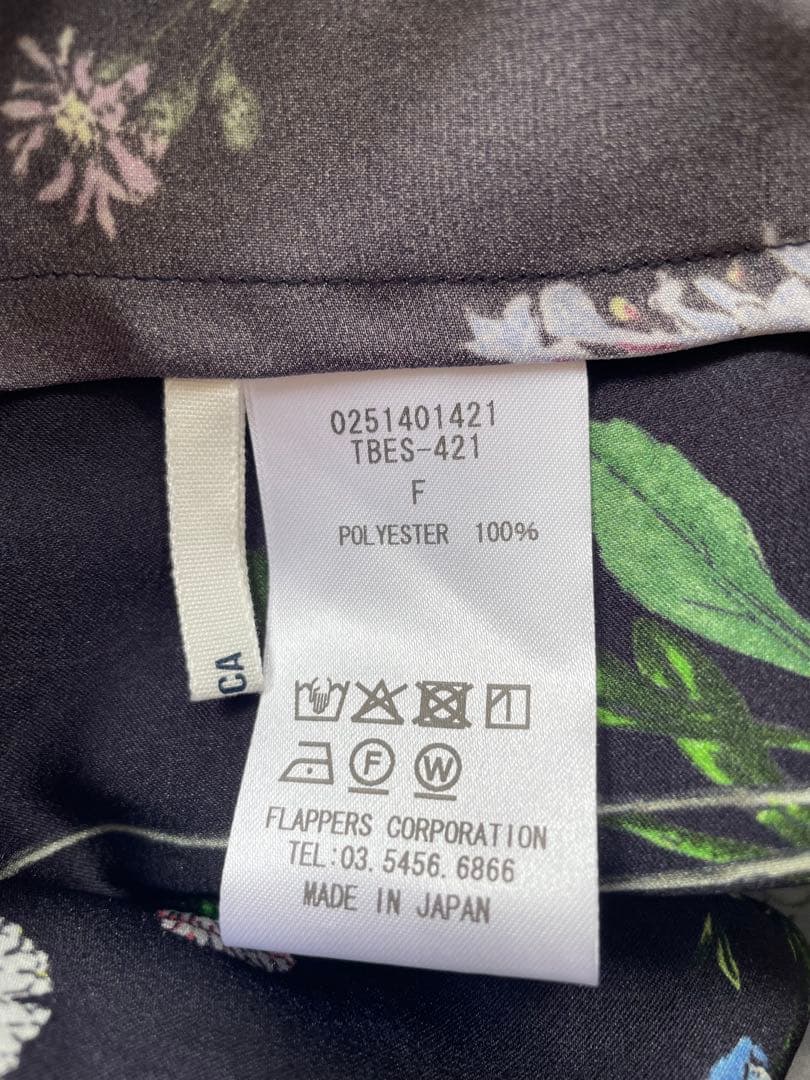 0251401421
TBES-421
F
POLYESTER 100%
F W
FLAPPERS CORPORATION
TEL:03.5456.6866
MADE IN JAPAN
CA